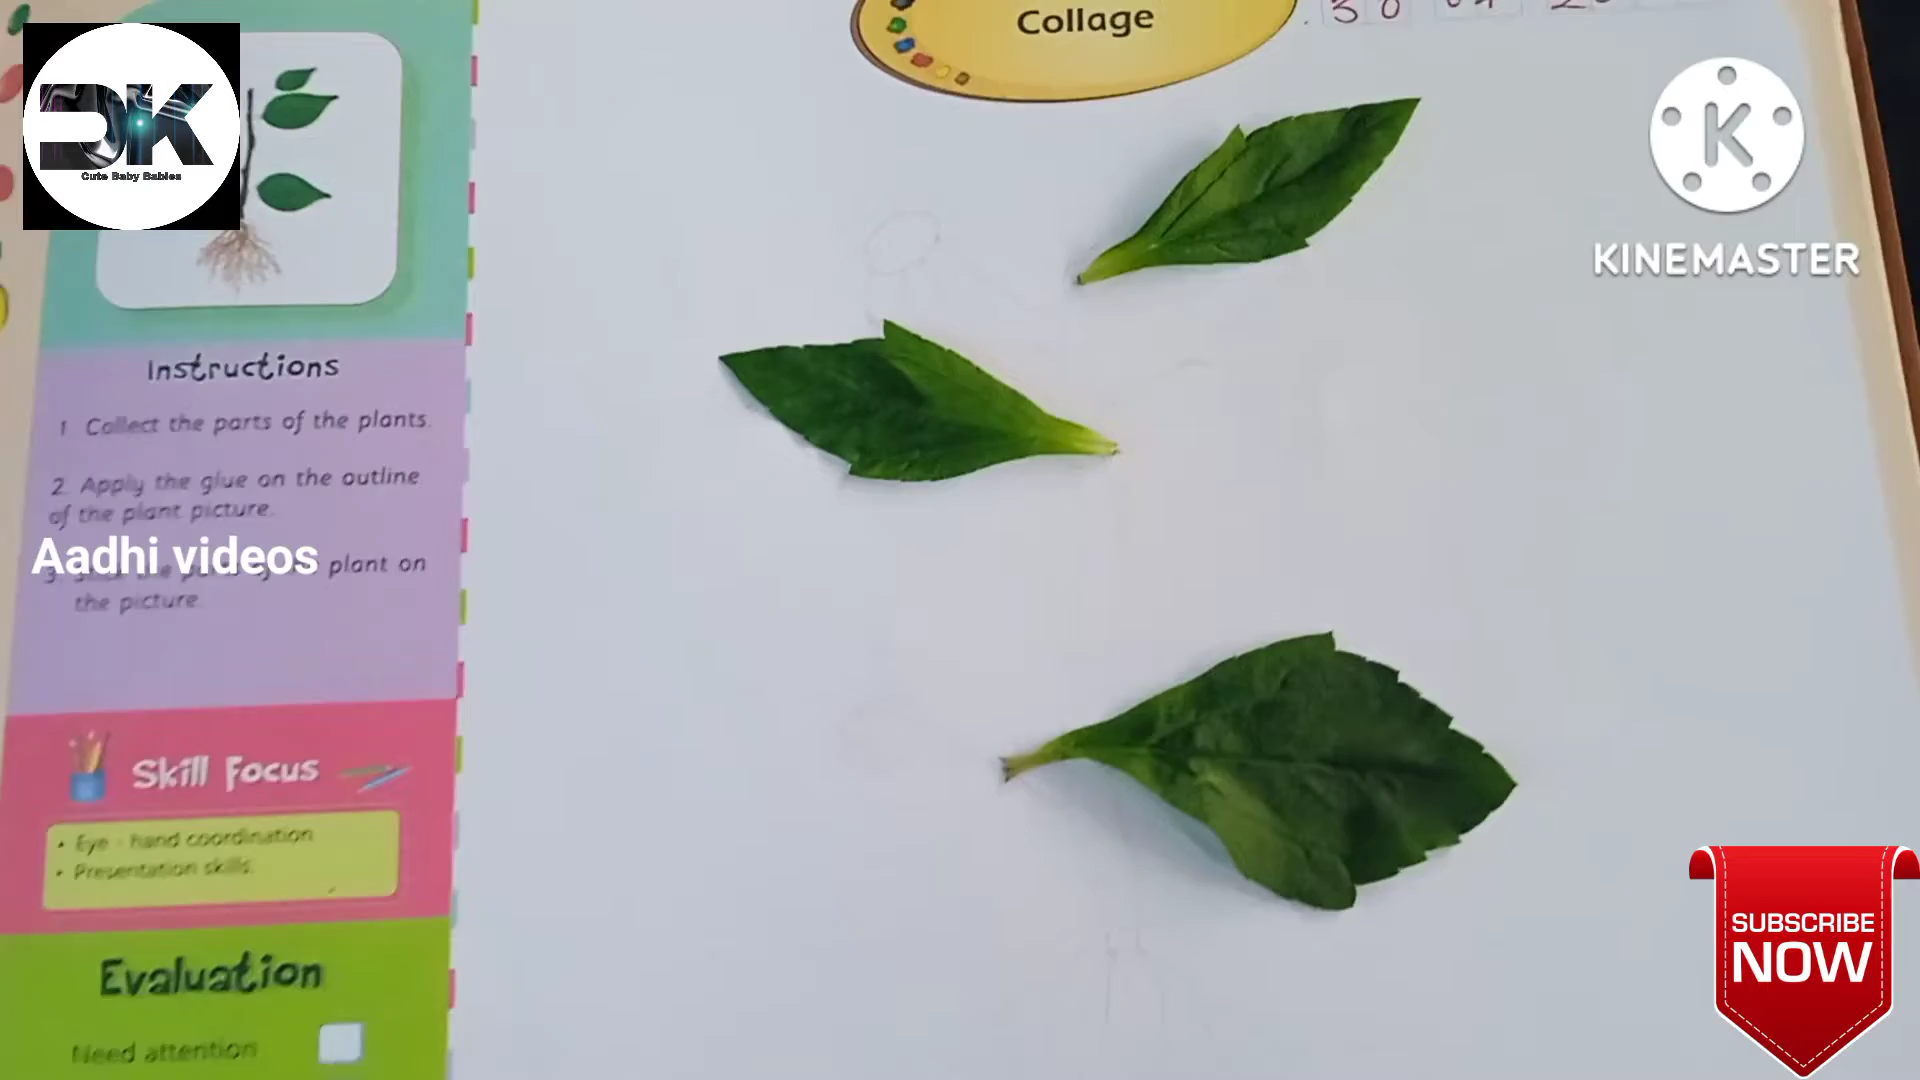 Collage
DK
Cute Baby Babies
K
KINEMASTER
Instructions
1. Collect the parts of the plants.
2. Apply the glue on the outline
of the plant picture.
Aadhi videos
3. plant on
the picture.
Skill Focus
• Eye - hand coordination
• Presentation skills.
Evaluation
Need attention
SUBSCRIBE
NOW